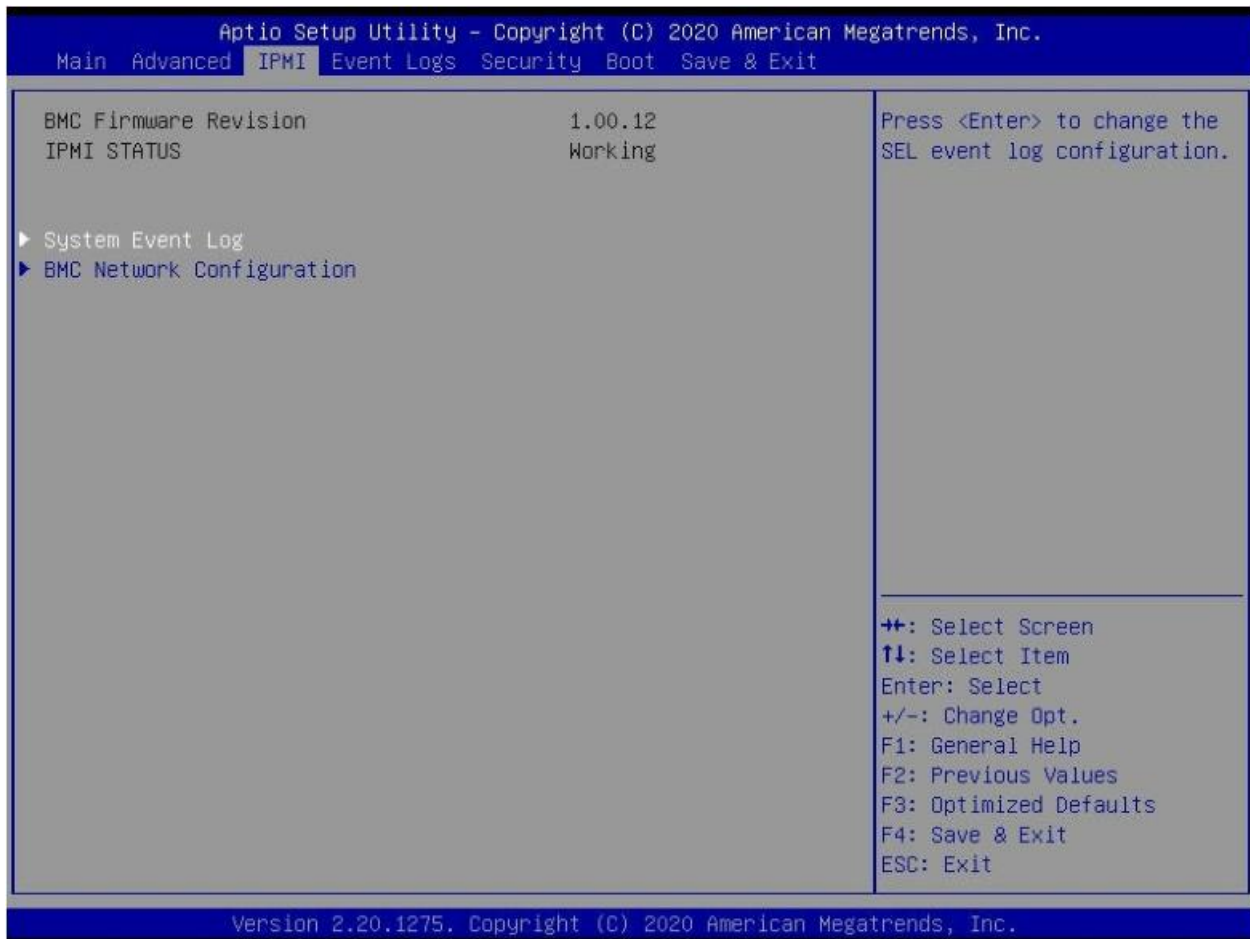 Aptio Setup Utility – Copyright (C) 2020 American Megatrends, Inc.
Main Advanced IPMI Event Logs Security Boot Save & Exit
BMC Firmware Revision 1.00.12
IPMI STATUS Working
System Event Log
BMC Network Configuration
Press <Enter> to change the
SEL event log configuration.
→←: Select Screen
↑↓: Select Item
Enter: Select
+/-: Change Opt.
F1: General Help
F2: Previous Values
F3: Optimized Defaults
F4: Save & Exit
ESC: Exit
Version 2.20.1275. Copyright (C) 2020 American Megatrends, Inc.